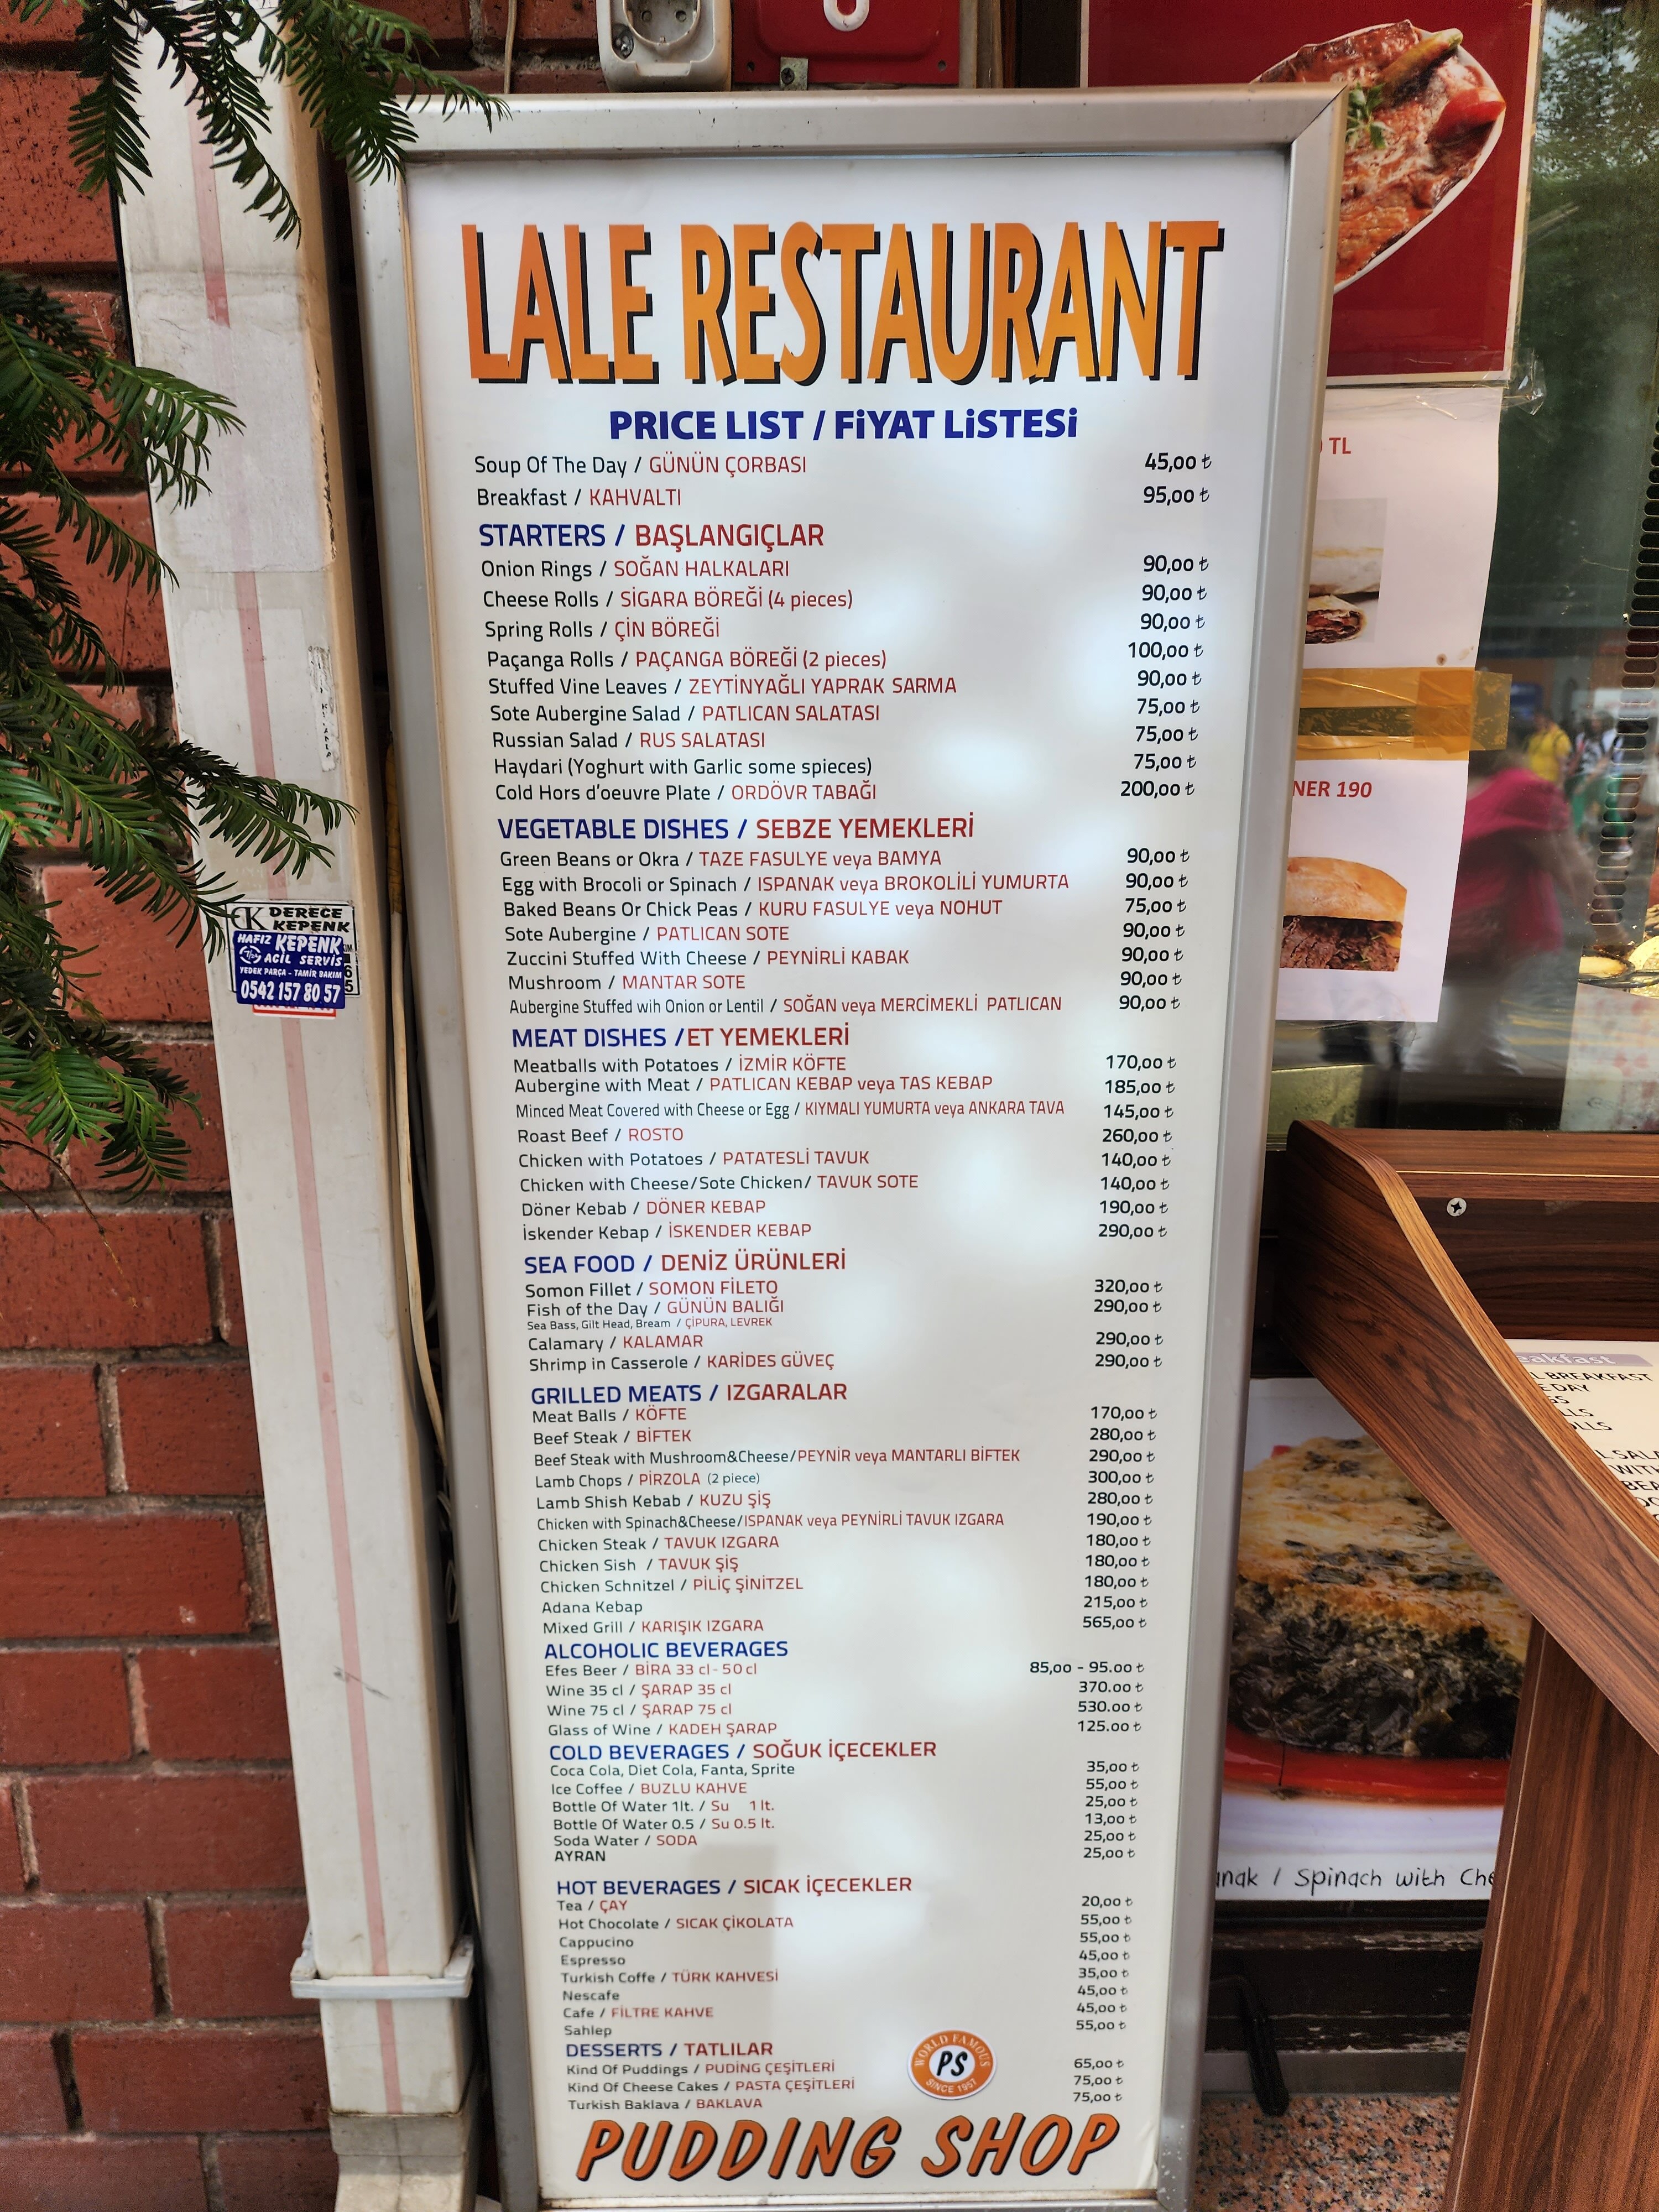 LALE RESTAURANT
PRICE LIST / FİYAT LİSTESİ
Soup Of The Day / GÜNÜN ÇORBASI 45,00 ₺
Breakfast / KAHVALTI 95,00 ₺
STARTERS / BAŞLANGIÇLAR
Onion Rings / SOĞAN HALKALARI 90,00 ₺
Cheese Rolls / SİGARA BÖREĞİ (4 pieces) 90,00 ₺
Spring Rolls / ÇİN BÖREĞİ 90,00 ₺
Paçanga Rolls / PAÇANGA BÖREĞİ (2 pieces) 100,00 ₺
Stuffed Vine Leaves / ZEYTİNYAĞLI YAPRAK SARMA 90,00 ₺
Sote Aubergine Salad / PATLICAN SALATASI 75,00 ₺
Russian Salad / RUS SALATASI 75,00 ₺
Haydari (Yoghurt with Garlic some spieces) 75,00 ₺
Cold Hors d'oeuvre Plate / ORDÖVR TABAĞI 200,00 ₺
VEGETABLE DISHES / SEBZE YEMEKLERİ
Green Beans or Okra / TAZE FASULYE veya BAMYA 90,00 ₺
Egg with Brocoli or Spinach / ISPANAK veya BROKOLİLİ YUMURTA 90,00 ₺
Baked Beans Or Chick Peas / KURU FASULYE veya NOHUT 75,00 ₺
Sote Aubergine / PATLICAN SOTE 90,00 ₺
Zuccini Stuffed With Cheese / PEYNİRLİ KABAK 90,00 ₺
Mushroom / MANTAR SOTE 90,00 ₺
Aubergine Stuffed wih Onion or Lentil / SOĞAN veya MERCİMEKLİ PATLICAN 90,00 ₺
MEAT DISHES /ET YEMEKLERİ
Meatballs with Potatoes / İZMİR KÖFTE 170,00 ₺
Aubergine with Meat / PATLICAN KEBAP veya TAS KEBAP 185,00 ₺
Minced Meat Covered with Cheese or Egg / KIYMALI YUMURTA veya ANKARA TAVA 145,00 ₺
Roast Beef / ROSTO 260,00 ₺
Chicken with Potatoes / PATATESLİ TAVUK 140,00 ₺
Chicken with Cheese/Sote Chicken/ TAVUK SOTE 140,00 ₺
Döner Kebab / DÖNER KEBAP 190,00 ₺
İskender Kebap / İSKENDER KEBAP 290,00 ₺
SEA FOOD / DENİZ ÜRÜNLERİ
Somon Fillet / SOMON FİLETO 320,00 ₺
Fish of the Day / GÜNÜN BALIĞI 290,00 ₺
Sea Bass, Gilt Head, Bream / ÇİPURA, LEVREK
Calamary / KALAMAR 290,00 ₺
Shrimp in Casserole / KARİDES GÜVEÇ 290,00 ₺
GRILLED MEATS / IZGARALAR
Meat Balls / KÖFTE 170,00 ₺
Beef Steak / BİFTEK 280,00 ₺
Beef Steak with Mushroom&Cheese/PEYNİR veya MANTARLI BİFTEK 290,00 ₺
Lamb Chops / PİRZOLA (2 piece) 300,00 ₺
Lamb Shish Kebab / KUZU ŞİŞ 280,00 ₺
Chicken with Spinach&Cheese/ISPANAK veya PEYNİRLİ TAVUK IZGARA 190,00 ₺
Chicken Steak / TAVUK IZGARA 180,00 ₺
Chicken Sish / TAVUK ŞİŞ 180,00 ₺
Chicken Schnitzel / PİLİÇ ŞİNİTZEL 180,00 ₺
Adana Kebap 215,00 ₺
Mixed Grill / KARIŞIK IZGARA 565,00 ₺
ALCOHOLIC BEVERAGES
Efes Beer / BİRA 33 cl - 50 cl 85,00 - 95.00 ₺
Wine 35 cl / ŞARAP 35 cl 370.00 ₺
Wine 75 cl / ŞARAP 75 cl 530.00 ₺
Glass of Wine / KADEH ŞARAP 125.00 ₺
COLD BEVERAGES / SOĞUK İÇECEKLER
Coca Cola, Diet Cola, Fanta, Sprite 35,00 ₺
Ice Coffee / BUZLU KAHVE 55,00 ₺
Bottle Of Water 1lt. / Su 1 lt. 25,00 ₺
Bottle Of Water 0.5 / Su 0.5 lt. 13,00 ₺
Soda Water / SODA 25,00 ₺
AYRAN 25,00 ₺
HOT BEVERAGES / SICAK İÇECEKLER
Tea / ÇAY 20,00 ₺
Hot Chocolate / SICAK ÇİKOLATA 55,00 ₺
Cappucino 55,00 ₺
Espresso 45,00 ₺
Turkish Coffe / TÜRK KAHVESİ 35,00 ₺
Nescafe 45,00 ₺
Cafe / FİLTRE KAHVE 45,00 ₺
Sahlep 55,00 ₺
DESSERTS / TATLILAR
Kind Of Puddings / PUDİNG ÇEŞİTLERİ 65,00 ₺
Kind Of Cheese Cakes / PASTA ÇEŞİTLERİ 75,00 ₺
Turkish Baklava / BAKLAVA 75,00 ₺
WORLD FAMOUS
PS
SINCE 1957
PUDDING SHOP
DERECE
KEPENK
HAFIZ KEPENK
ACİL SERVİS
YEDEK PARÇA - TAMİR BAKIM
0542 157 80 57
TL
NER 190
BREAKFAST
Spinach with